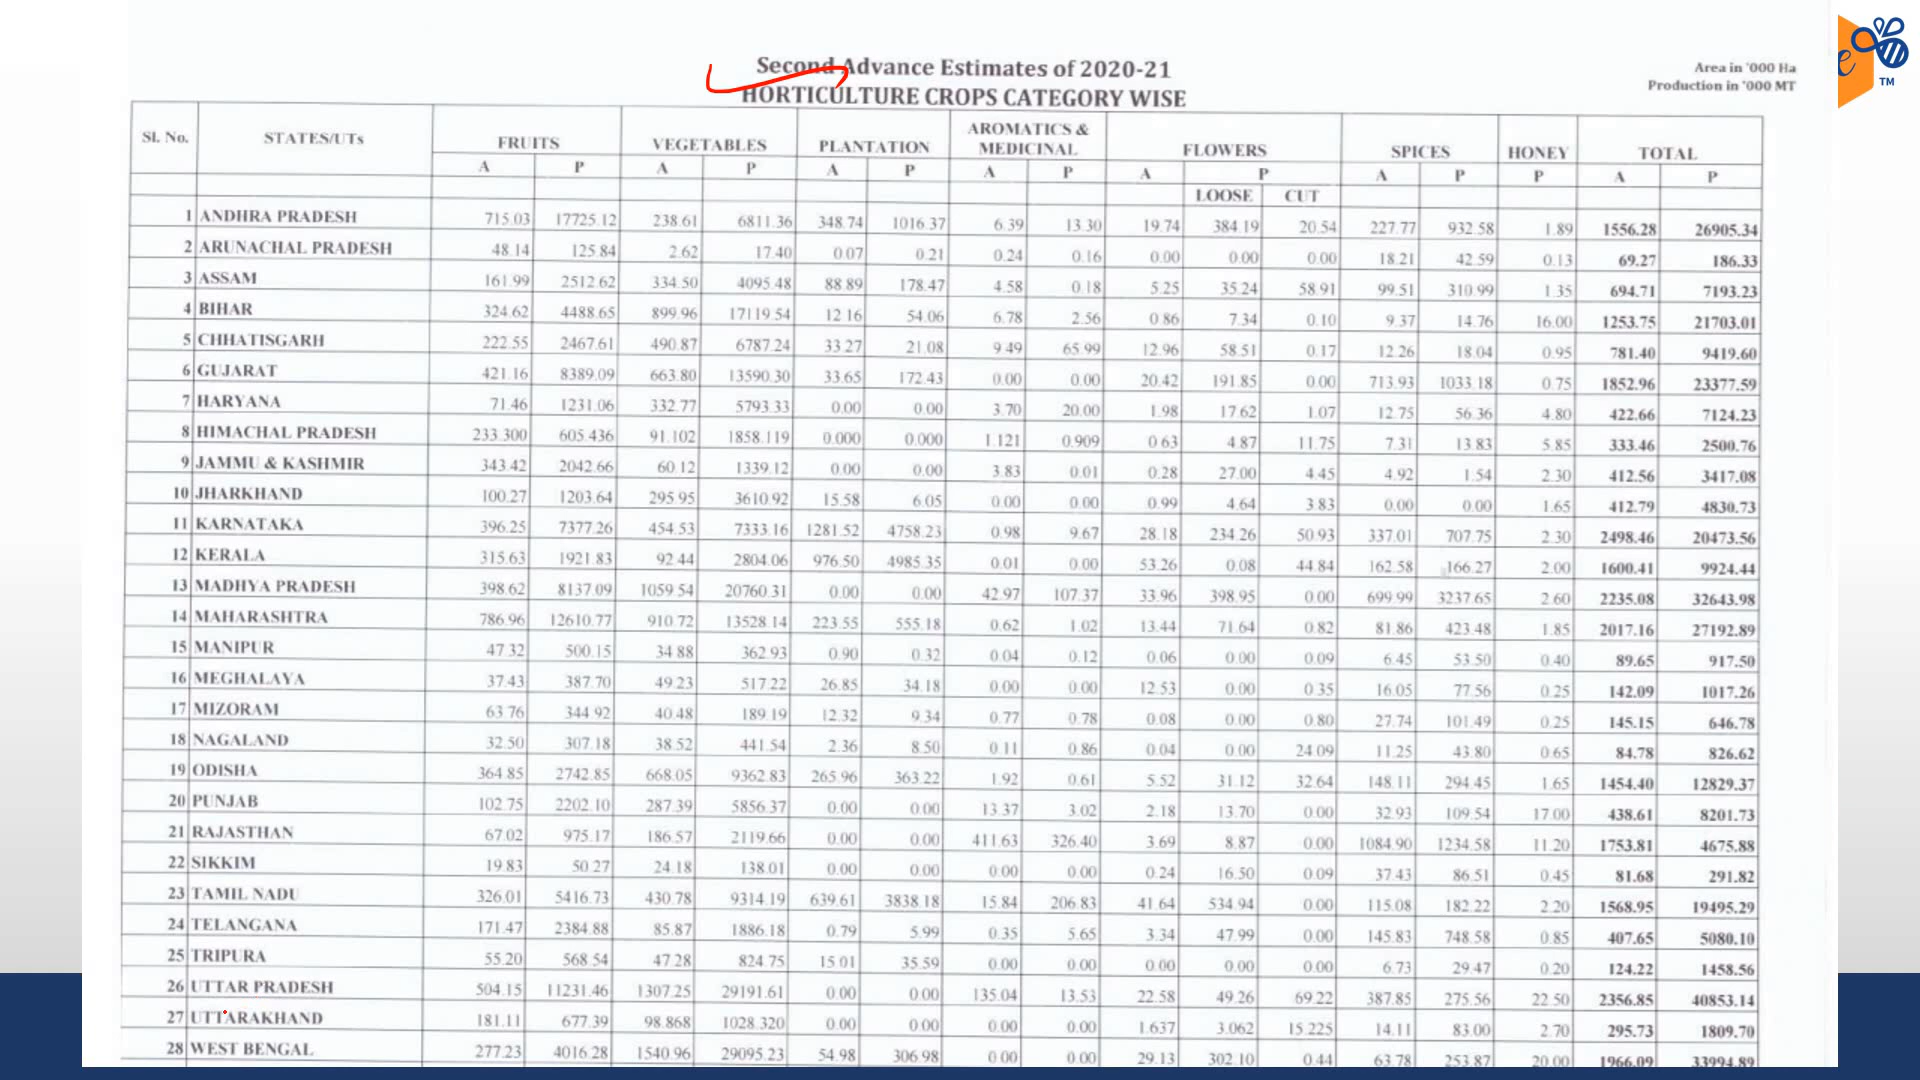 Second Advance Estimates of 2020-21
HORTICULTURE CROPS CATEGORY WISE
Area in '000 Ha
Production in '000 MT
e
TM
Sl. No. STATES/UTs FRUITS VEGETABLES PLANTATION AROMATICS & MEDICINAL FLOWERS SPICES HONEY TOTAL
A P A P A P A P A P A P P A P
LOOSE CUT
1 ANDHRA PRADESH 715.03 17725.12 238.61 6811.36 348.74 1016.37 6.39 13.30 19.74 384.19 20.54 227.77 932.58 1.89 1556.28 26905.34
2 ARUNACHAL PRADESH 48.14 125.84 2.62 17.40 0.07 0.21 0.24 0.16 0.00 0.00 0.00 18.21 42.59 0.13 69.27 186.33
3 ASSAM 161.99 2512.62 334.50 4095.48 88.89 178.47 4.58 0.18 5.25 35.24 58.91 99.51 310.99 1.35 694.71 7193.23
4 BIHAR 324.62 4488.65 899.96 17119.54 12.16 54.06 6.78 2.56 0.86 7.34 0.10 9.37 14.76 16.00 1253.75 21703.01
5 CHHATISGARH 222.55 2467.61 490.87 6787.24 33.27 21.08 9.49 65.99 12.96 58.51 0.17 12.26 18.04 0.95 781.40 9419.60
6 GUJARAT 421.16 8389.09 663.80 13590.30 33.65 172.43 0.00 0.00 20.42 191.85 0.00 713.93 1033.18 0.75 1852.96 23377.59
7 HARYANA 71.46 1231.06 332.77 5793.33 0.00 0.00 3.70 20.00 1.98 17.62 1.07 12.75 56.36 4.80 422.66 7124.23
8 HIMACHAL PRADESH 233.300 605.436 91.102 1858.119 0.000 0.000 1.121 0.909 0.63 4.87 11.75 7.31 13.83 5.85 333.46 2500.76
9 JAMMU & KASHMIR 343.42 2042.66 60.12 1339.12 0.00 0.00 3.83 0.01 0.28 27.00 4.45 4.92 1.54 2.30 412.56 3417.08
10 JHARKHAND 100.27 1203.64 295.95 3610.92 15.58 6.05 0.00 0.00 0.99 4.64 3.83 0.00 0.00 1.65 412.79 4830.73
11 KARNATAKA 396.25 7377.26 454.53 7333.16 1281.52 4758.23 0.98 9.67 28.18 234.26 50.93 337.01 707.75 2.30 2498.46 20473.56
12 KERALA 315.63 1921.83 92.44 2804.06 976.50 4985.35 0.01 0.00 53.26 0.08 44.84 162.58 166.27 2.00 1600.41 9924.44
13 MADHYA PRADESH 398.62 8137.09 1059.54 20760.31 0.00 0.00 42.97 107.37 33.96 398.95 0.00 699.99 3237.65 2.60 2235.08 32643.98
14 MAHARASHTRA 786.96 12610.77 910.72 13528.14 223.55 555.18 0.62 1.02 13.44 71.64 0.82 81.86 423.48 1.85 2017.16 27192.89
15 MANIPUR 47.32 500.15 34.88 362.93 0.90 0.32 0.04 0.12 0.06 0.00 0.09 6.45 53.50 0.40 89.65 917.50
16 MEGHALAYA 37.43 387.70 49.23 517.22 26.85 34.18 0.00 0.00 12.53 0.00 0.35 16.05 77.56 0.25 142.09 1017.26
17 MIZORAM 63.76 344.92 40.48 189.19 12.32 9.34 0.77 0.78 0.08 0.00 0.80 27.74 101.49 0.25 145.15 646.78
18 NAGALAND 32.50 307.18 38.52 441.54 2.36 8.50 0.11 0.86 0.04 0.00 24.09 11.25 43.80 0.65 84.78 826.62
19 ODISHA 364.85 2742.85 668.05 9362.83 265.96 363.22 1.92 0.61 5.52 31.12 32.64 148.11 294.45 1.65 1454.40 12829.37
20 PUNJAB 102.75 2202.10 287.39 5856.37 0.00 0.00 13.37 3.02 2.18 13.70 0.00 32.93 109.54 17.00 438.61 8201.73
21 RAJASTHAN 67.02 975.17 186.57 2119.66 0.00 0.00 411.63 326.40 3.69 8.87 0.00 1084.90 1234.58 11.20 1753.81 4675.88
22 SIKKIM 19.83 50.27 24.18 138.01 0.00 0.00 0.00 0.00 0.24 16.50 0.09 37.43 86.51 0.45 81.68 291.82
23 TAMIL NADU 326.01 5416.73 430.78 9314.19 639.61 3838.18 15.84 206.83 41.64 534.94 0.00 115.08 182.22 2.20 1568.95 19495.29
24 TELANGANA 171.47 2384.88 85.87 1886.18 0.79 5.99 0.35 5.65 3.34 47.99 0.00 145.83 748.58 0.85 407.65 5080.10
25 TRIPURA 55.20 568.54 47.28 824.75 15.01 35.59 0.00 0.00 0.00 0.00 0.00 6.73 29.47 0.20 124.22 1458.56
26 UTTAR PRADESH 504.15 11231.46 1307.25 29191.61 0.00 0.00 135.04 13.53 22.58 49.26 69.22 387.85 275.56 22.50 2356.85 40853.14
27 UTTARAKHAND 181.11 677.39 98.868 1028.320 0.00 0.00 0.00 0.00 1.637 3.062 15.225 14.11 83.00 2.70 295.73 1809.70
28 WEST BENGAL 277.23 4016.28 1540.96 29095.23 54.98 306.98 0.00 0.00 29.13 302.10 0.44 63.78 253.87 20.00 1966.09 33994.89